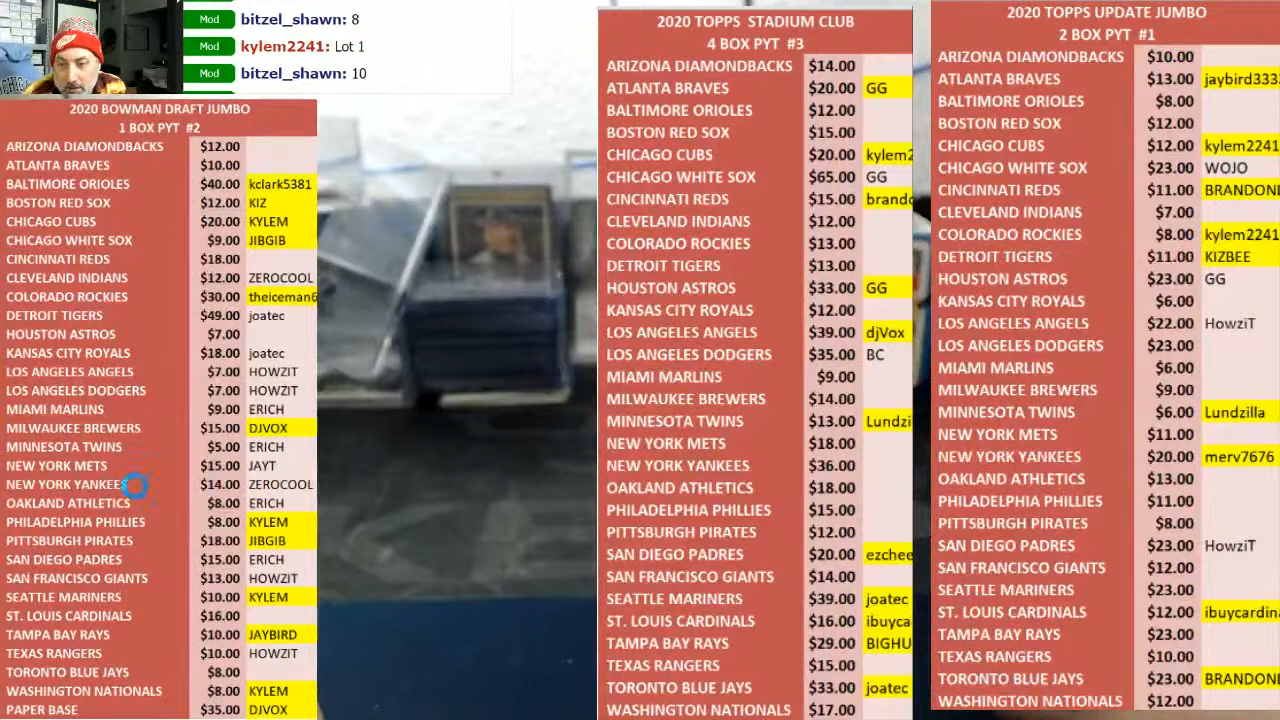 Mod bitzel_shawn: 8
Mod kylem2241: Lot 1
Mod bitzel_shawn: 10
2020 BOWMAN DRAFT JUMBO
1 BOX PYT #2
ARIZONA DIAMONDBACKS $12.00
ATLANTA BRAVES $10.00
BALTIMORE ORIOLES $40.00 kclark5381
BOSTON RED SOX $12.00 KIZ
CHICAGO CUBS $20.00 KYLEM
CHICAGO WHITE SOX $9.00 JIBGIB
CINCINNATI REDS $18.00
CLEVELAND INDIANS $12.00 ZEROCOOL
COLORADO ROCKIES $30.00 theiceman6
DETROIT TIGERS $49.00 joatec
HOUSTON ASTROS $7.00
KANSAS CITY ROYALS $18.00 joatec
LOS ANGELES ANGELS $7.00 HOWZIT
LOS ANGELES DODGERS $7.00 HOWZIT
MIAMI MARLINS $9.00 ERICH
MILWAUKEE BREWERS $15.00 DJVOX
MINNESOTA TWINS $5.00 ERICH
NEW YORK METS $15.00 JAYT
NEW YORK YANKEES $14.00 ZEROCOOL
OAKLAND ATHLETICS $8.00 ERICH
PHILADELPHIA PHILLIES $8.00 KYLEM
PITTSBURGH PIRATES $18.00 JIBGIB
SAN DIEGO PADRES $15.00 ERICH
SAN FRANCISCO GIANTS $13.00 HOWZIT
SEATTLE MARINERS $10.00 KYLEM
ST. LOUIS CARDINALS $16.00
TAMPA BAY RAYS $10.00 JAYBIRD
TEXAS RANGERS $10.00 HOWZIT
TORONTO BLUE JAYS $8.00
WASHINGTON NATIONALS $8.00 KYLEM
PAPER BASE $35.00 DJVOX
2020 TOPPS STADIUM CLUB
4 BOX PYT #3
ARIZONA DIAMONDBACKS $14.00
ATLANTA BRAVES $20.00 GG
BALTIMORE ORIOLES $12.00
BOSTON RED SOX $15.00
CHICAGO CUBS $20.00 kylem2
CHICAGO WHITE SOX $65.00 GG
CINCINNATI REDS $15.00 brando
CLEVELAND INDIANS $12.00
COLORADO ROCKIES $13.00
DETROIT TIGERS $13.00
HOUSTON ASTROS $33.00 GG
KANSAS CITY ROYALS $12.00
LOS ANGELES ANGELS $39.00 djVox
LOS ANGELES DODGERS $35.00 BC
MIAMI MARLINS $9.00
MILWAUKEE BREWERS $14.00
MINNESOTA TWINS $13.00 Lundzi
NEW YORK METS $18.00
NEW YORK YANKEES $36.00
OAKLAND ATHLETICS $18.00
PHILADELPHIA PHILLIES $15.00
PITTSBURGH PIRATES $12.00
SAN DIEGO PADRES $20.00 ezchee
SAN FRANCISCO GIANTS $14.00
SEATTLE MARINERS $39.00 joatec
ST. LOUIS CARDINALS $16.00 ibuyca
TAMPA BAY RAYS $29.00 BIGHU
TEXAS RANGERS $15.00
TORONTO BLUE JAYS $33.00 joatec
WASHINGTON NATIONALS $17.00
2020 TOPPS UPDATE JUMBO
2 BOX PYT #1
ARIZONA DIAMONDBACKS $10.00
ATLANTA BRAVES $13.00 jaybird333
BALTIMORE ORIOLES $8.00
BOSTON RED SOX $12.00
CHICAGO CUBS $12.00 kylem2241
CHICAGO WHITE SOX $23.00 WOJO
CINCINNATI REDS $11.00 BRANDON
CLEVELAND INDIANS $7.00
COLORADO ROCKIES $8.00 kylem2241
DETROIT TIGERS $11.00 KIZBEE
HOUSTON ASTROS $23.00 GG
KANSAS CITY ROYALS $6.00
LOS ANGELES ANGELS $22.00 HowziT
LOS ANGELES DODGERS $23.00
MIAMI MARLINS $6.00
MILWAUKEE BREWERS $9.00
MINNESOTA TWINS $6.00 Lundzilla
NEW YORK METS $11.00
NEW YORK YANKEES $20.00 merv7676
OAKLAND ATHLETICS $13.00
PHILADELPHIA PHILLIES $11.00
PITTSBURGH PIRATES $8.00
SAN DIEGO PADRES $23.00 HowziT
SAN FRANCISCO GIANTS $12.00
SEATTLE MARINERS $23.00
ST. LOUIS CARDINALS $12.00 ibuycardina
TAMPA BAY RAYS $23.00
TEXAS RANGERS $10.00
TORONTO BLUE JAYS $23.00 BRANDON
WASHINGTON NATIONALS $12.00